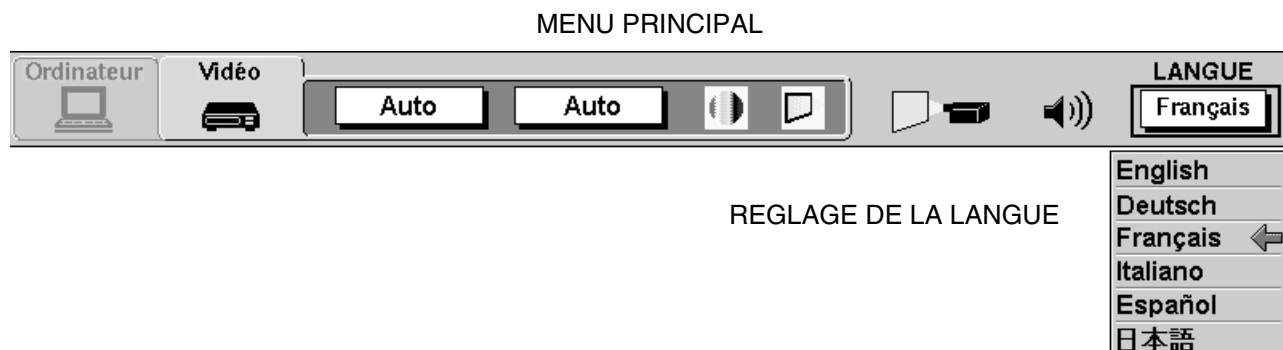 MENU PRINCIPAL
Ordinateur
Vidéo
Auto
Auto
LANGUE
Français
REGLAGE DE LA LANGUE
English
Deutsch
Français
Italiano
Español
日本語